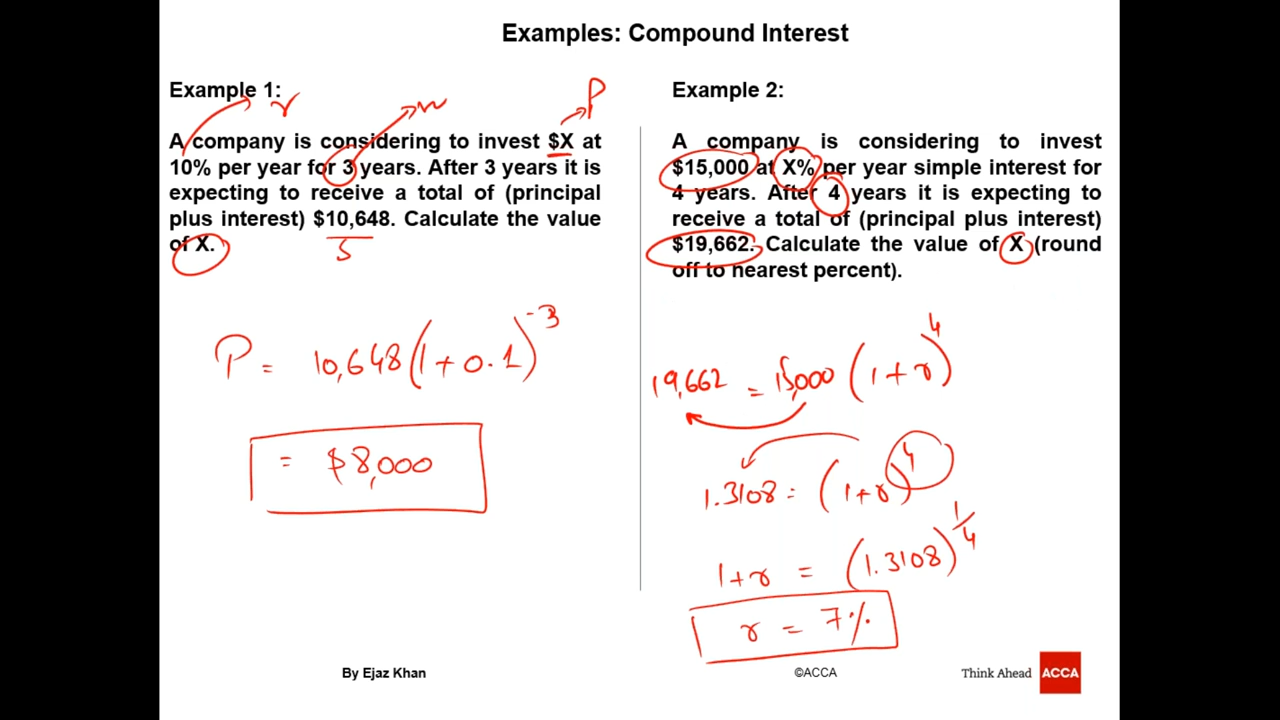 Examples: Compound Interest
Example 1:
r
n
P
A company is considering to invest $X at
10% per year for 3 years. After 3 years it is
expecting to receive a total of (principal
plus interest) $10,648. Calculate the value
of X.
S
P = 10,648(1+0.1)^-3
= $8,000
Example 2:
A company is considering to invest
$15,000 at X% per year simple interest for
4 years. After 4 years it is expecting to
receive a total of (principal plus interest)
$19,662. Calculate the value of X (round
off to nearest percent).
19,662 = 15,000 (1+r)^4
1.3108 = (1+r)^4
1+r = (1.3108)^1/4
r = 7%
By Ejaz Khan
©ACCA
Think Ahead ACCA